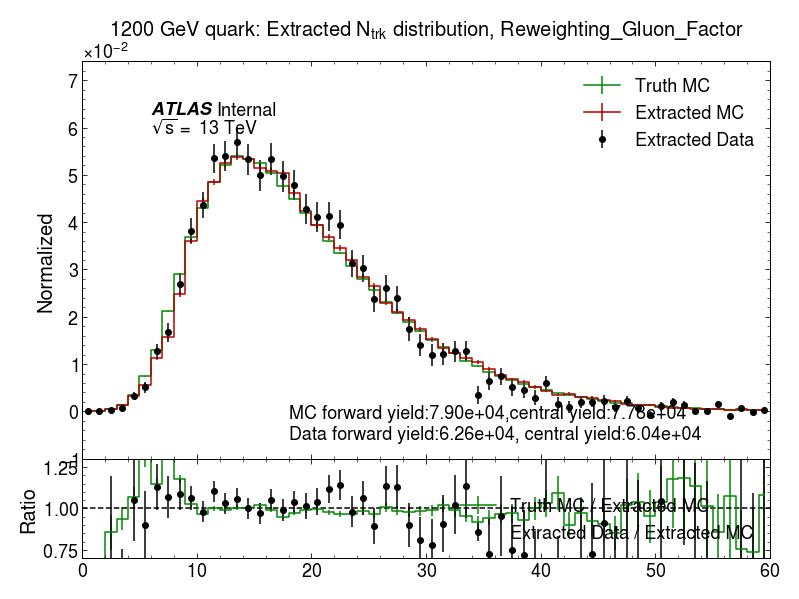 1200 GeV quark: Extracted N_trk distribution, Reweighting_Gluon_Factor
×10⁻²
ATLAS Internal
√s = 13 TeV
Truth MC
Extracted MC
Extracted Data
Normalized
7
6
5
4
3
2
1
0
MC forward yield:7.90e+04,central yield:7.78e+04
Data forward yield:6.26e+04, central yield:6.04e+04
Ratio
1.25
1.00
0.75
Truth MC / Extracted MC
Extracted Data / Extracted MC
0 10 20 30 40 50 60